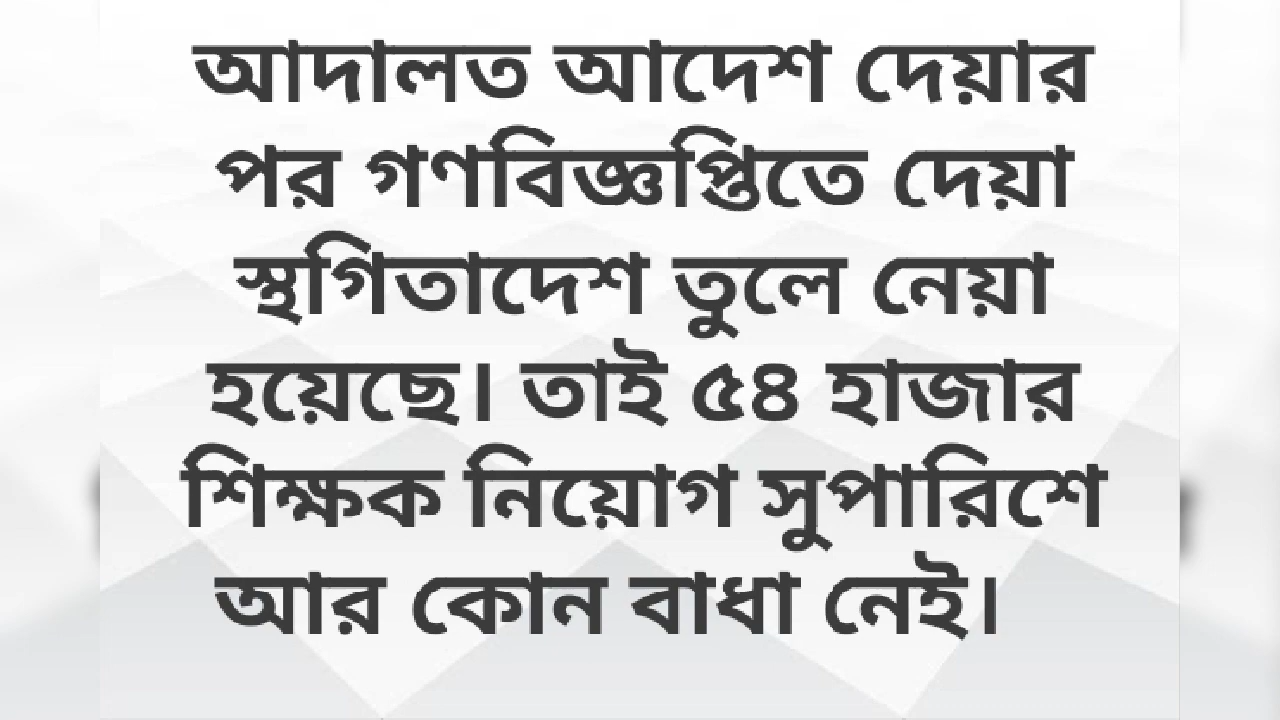 আদালত আদেশ দেয়ার
পর গণবিজ্ঞপ্তিতে দেয়া
স্থগিতাদেশ তুলে নেয়া
হয়েছে। তাই ৫৪ হাজার
শিক্ষক নিয়োগ সুপারিশে
আর কোন বাধা নেই।